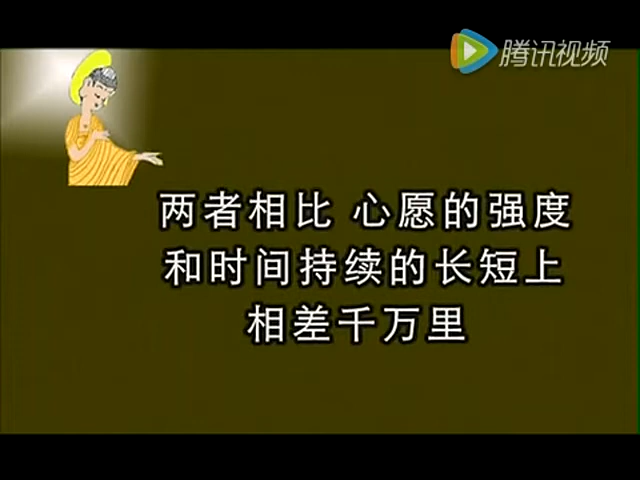 腾讯视频
两者相比 心愿的强度
和时间持续的长短上
相差千万里